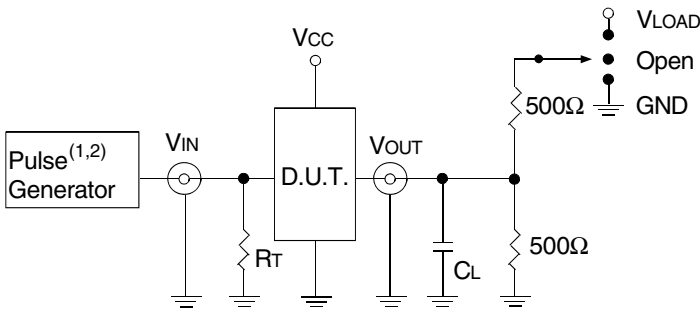 VLOAD
VCC
Open
500Ω
GND
VIN
VOUT
Pulse(1,2)
Generator
D.U.T.
RT
CL
500Ω